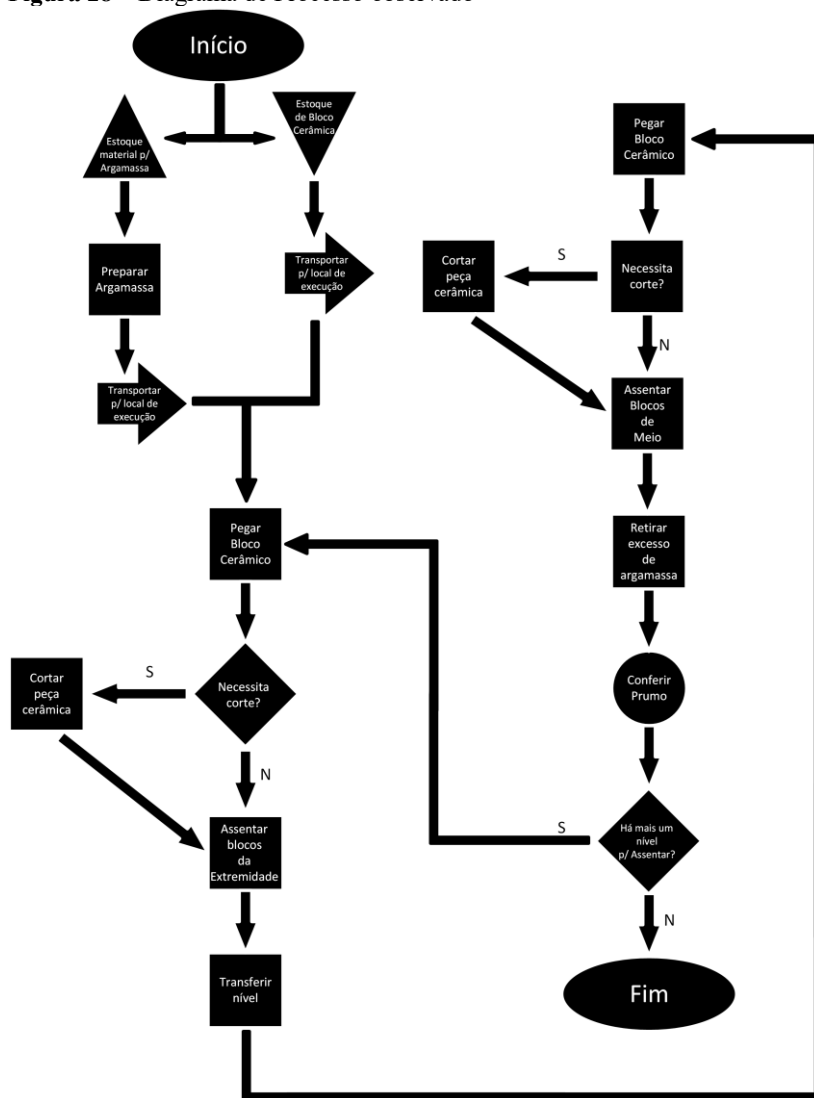 Figura – Diagrama de Processo observado
Início
Estoque
material p/
Argamassa
Estoque
de Bloco
Cerâmica
Preparar
Argamassa
Transportar
p/ local de
execução
Transportar
p/ local de
execução
Pegar
Bloco
Cerâmico
Necessita
corte?
S
Cortar
peça
cerâmica
N
Assentar
blocos
da
Extremidade
Transferir
nível
Pegar
Bloco
Cerâmico
Necessita
corte?
S
Cortar
peça
cerâmica
N
Assentar
Blocos
de
Meio
Retirar
excesso
de
argamassa
Conferir
Prumo
Há mais um
nível
p/ Assentar?
S
N
Fim